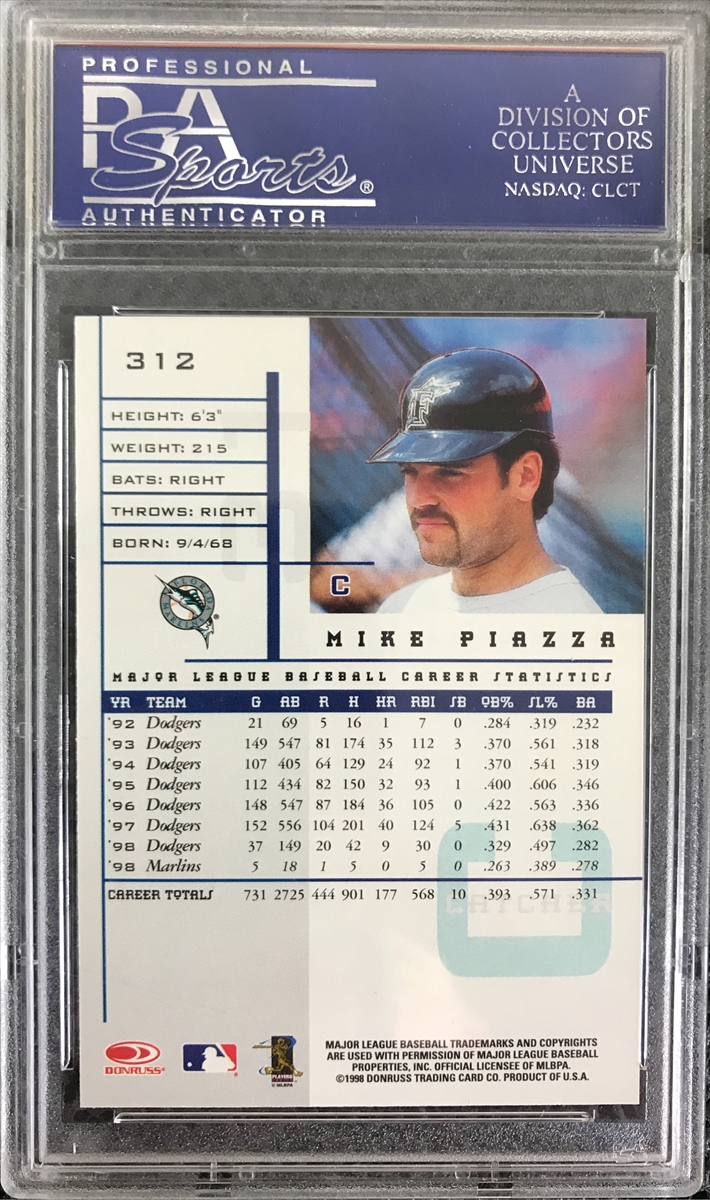 PROFESSIONAL
PSA
Sports®
AUTHENTICATOR
A
DIVISION OF
COLLECTORS
UNIVERSE
NASDAQ: CLCT
312
HEIGHT: 6'3"
WEIGHT: 215
BATS: RIGHT
THROWS: RIGHT
BORN: 9/4/68
F
C
FLORIDA MARLINS ®
MIKE PIAZZA
MAJOR LEAGUE BASEBALL CAREER STATISTICS
YR TEAM G AB R H HR RBI SB OB% SL% BA
'92 Dodgers 21 69 5 16 1 7 0 .284 .319 .232
'93 Dodgers 149 547 81 174 35 112 3 .370 .561 .318
'94 Dodgers 107 405 64 129 24 92 1 .370 .541 .319
'95 Dodgers 112 434 82 150 32 93 1 .400 .606 .346
'96 Dodgers 148 547 87 184 36 105 0 .422 .563 .336
'97 Dodgers 152 556 104 201 40 124 5 .431 .638 .362
'98 Dodgers 37 149 20 42 9 30 0 .329 .497 .282
'98 Marlins 5 18 1 5 0 5 0 .263 .389 .278
CAREER TOTALS 731 2725 444 901 177 568 10 .393 .571 .331
CATCHER
DONRUSS®
PLAYERS
© MLBPA
MAJOR LEAGUE BASEBALL TRADEMARKS AND COPYRIGHTS
ARE USED WITH PERMISSION OF MAJOR LEAGUE BASEBALL
PROPERTIES, INC. OFFICIAL LICENSEE OF MLBPA.
©1998 DONRUSS TRADING CARD CO. PRODUCT OF U.S.A.